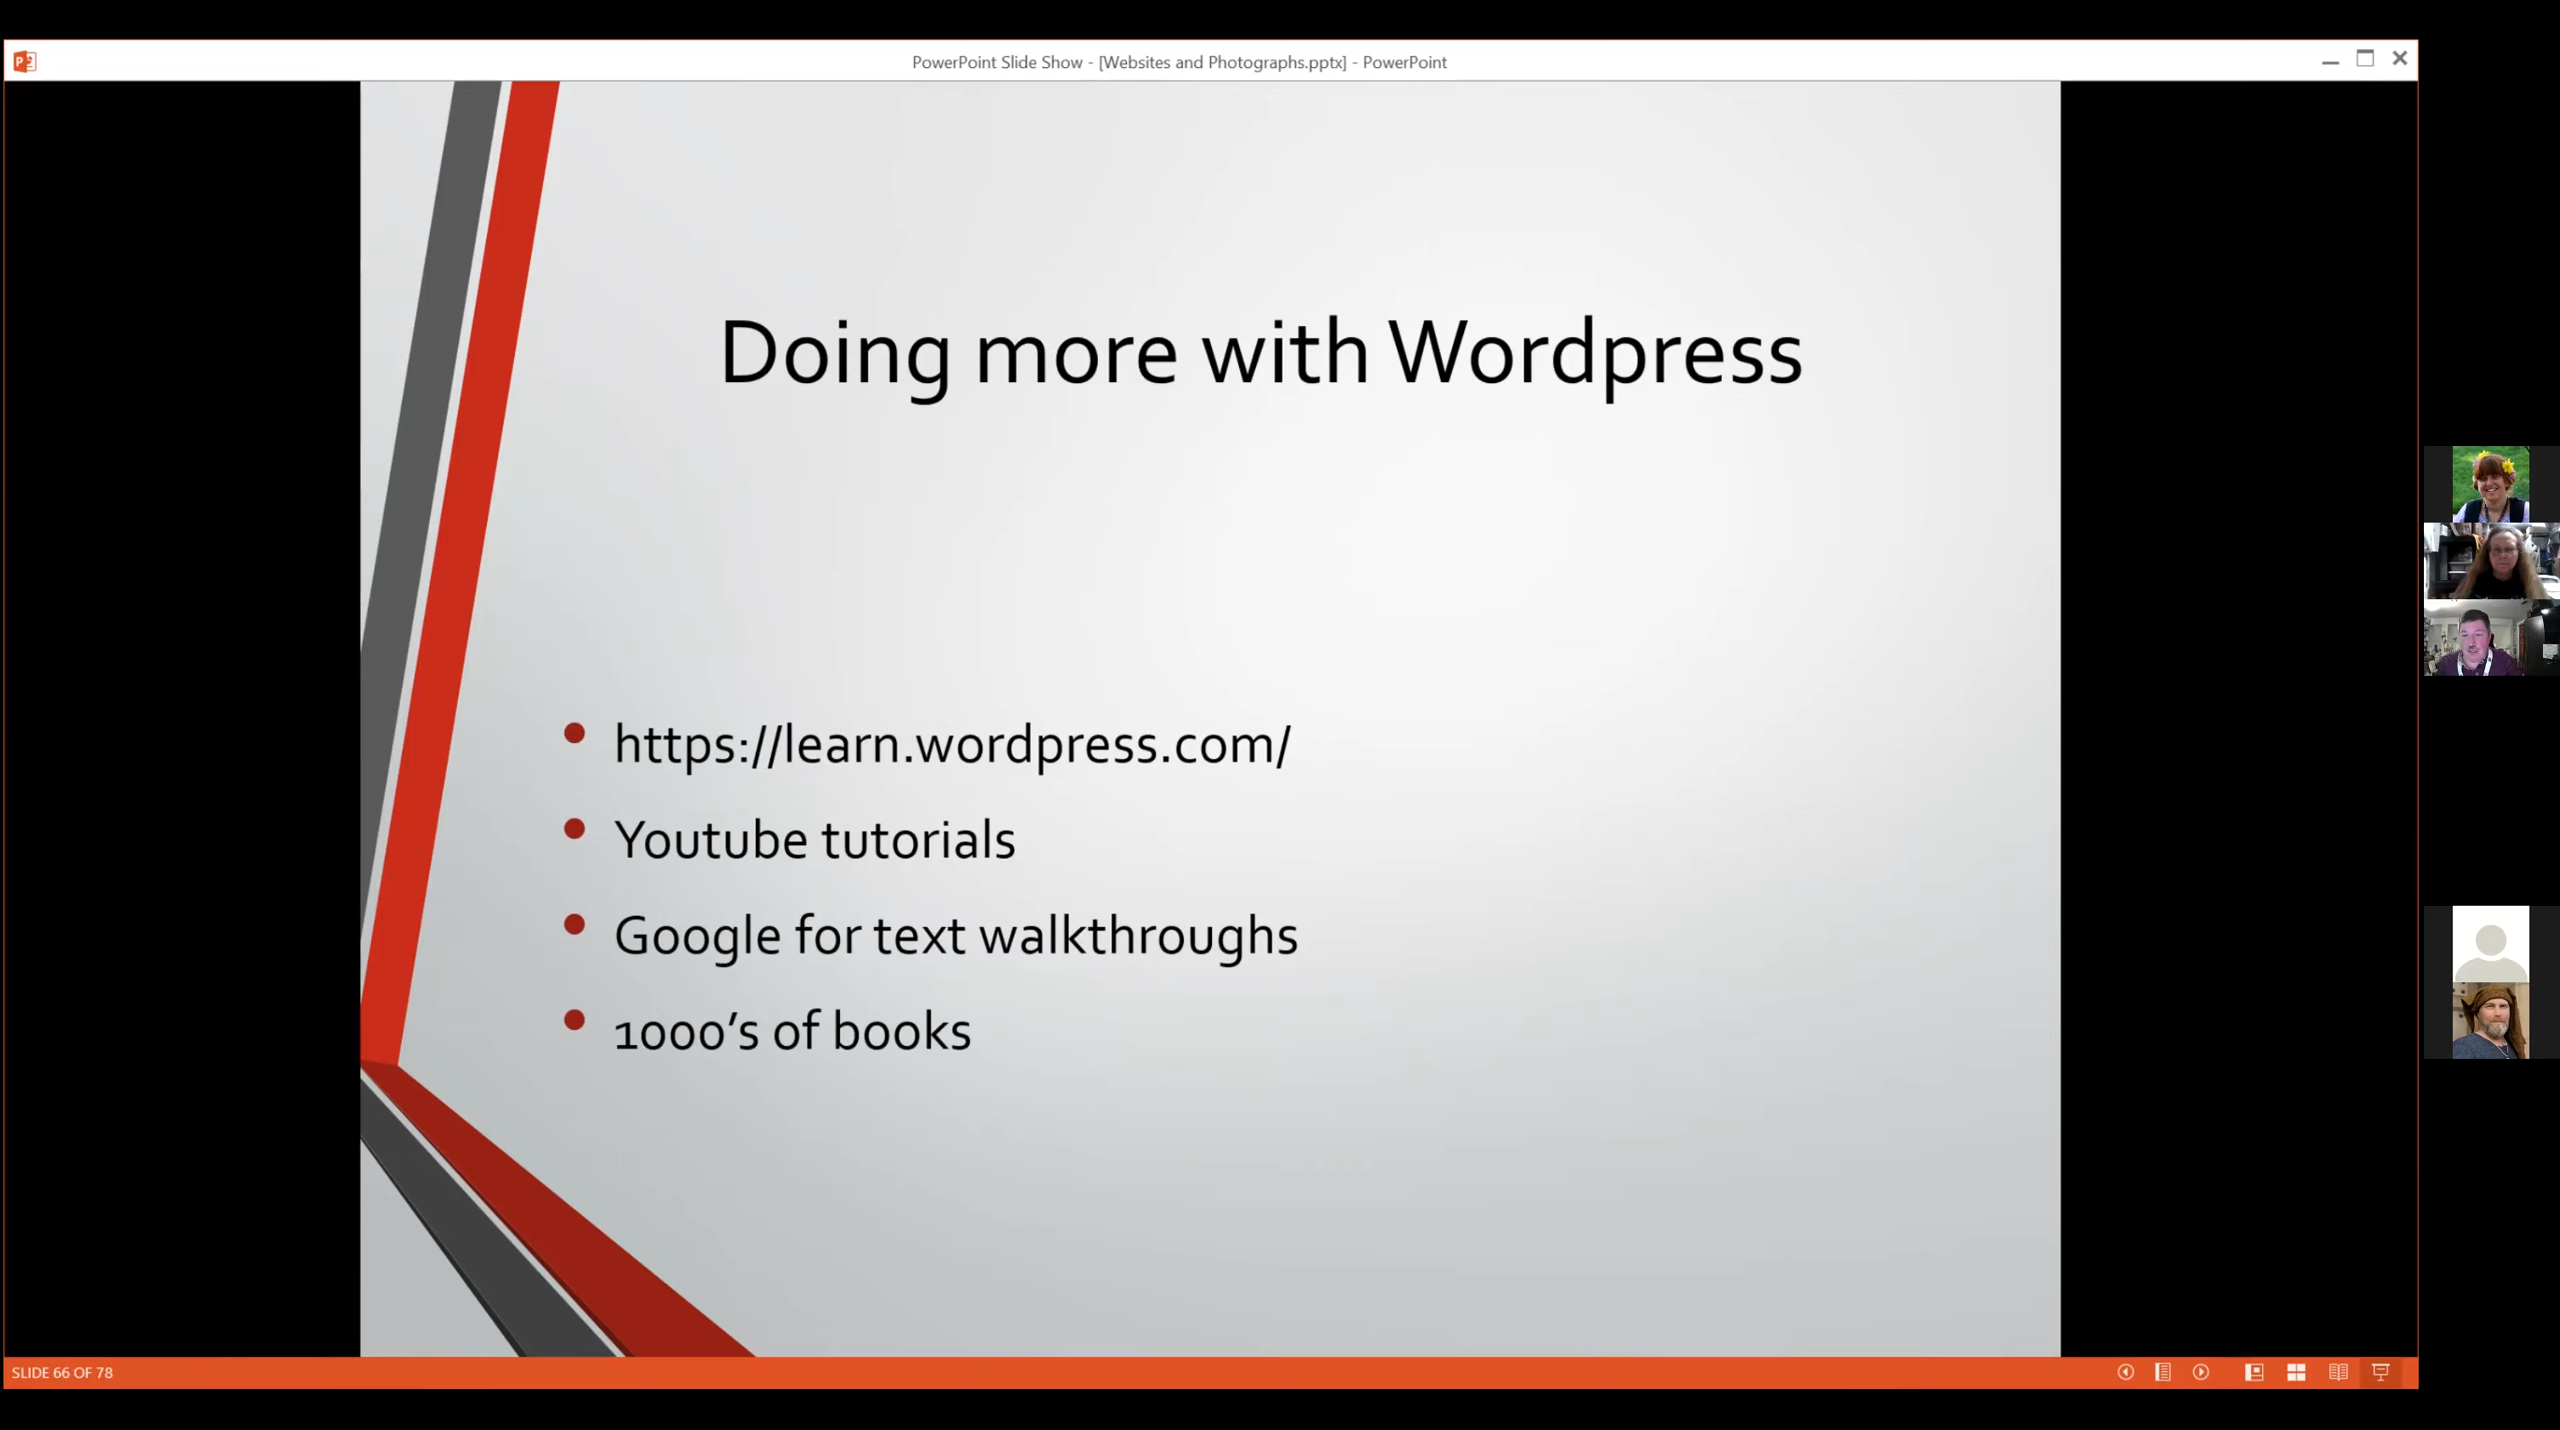 PowerPoint Slide Show - [Websites and Photographs.pptx] - PowerPoint
Doing more with Wordpress
https://learn.wordpress.com/
Youtube tutorials
Google for text walkthroughs
1000’s of books
SLIDE 66 OF 78